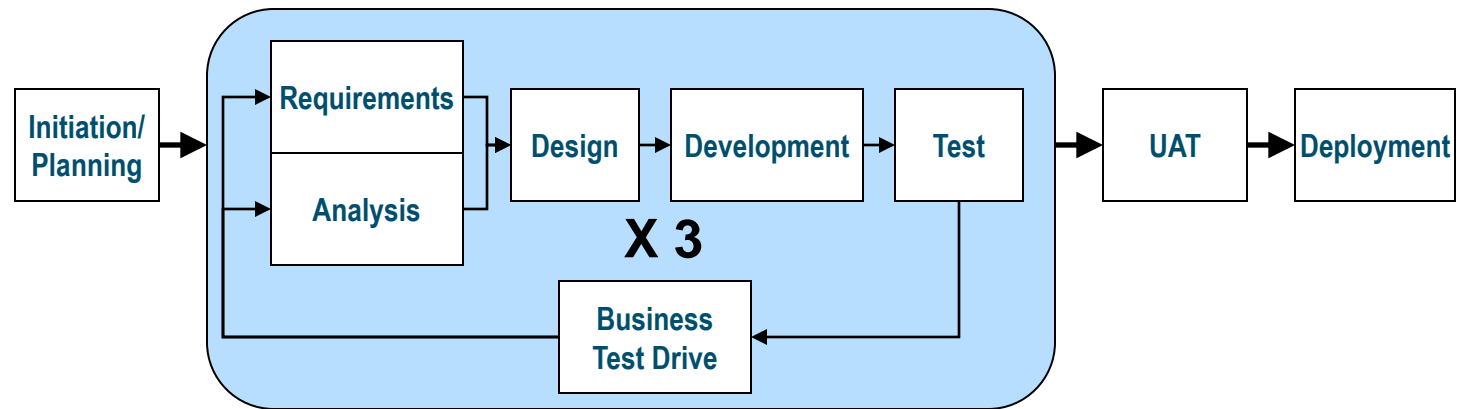 Initiation/
Planning
Requirements
Analysis
Design
Development
Test
X 3
Business
Test Drive
UAT
Deployment